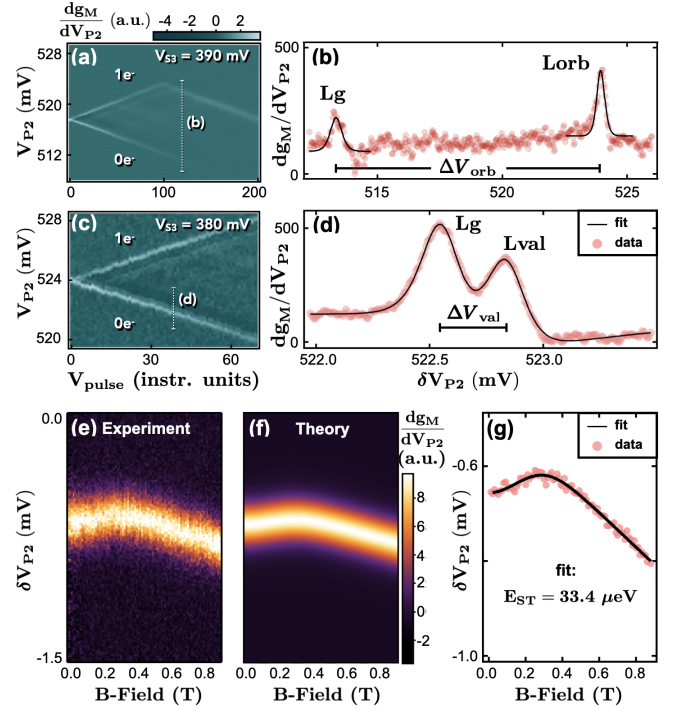 dg_M/dV_P2 (a.u.) -4 -2 0 2
(a) V_S3 = 390 mV
528
520
512
V_P2 (mV)
1e-
0e-
(b)
0 100 200
(b)
500
0
dg_M/dV_P2
Lg
Lorb
ΔV_orb
515 520 525
(c) V_S3 = 380 mV
528
524
520
V_P2 (mV)
1e-
0e-
(d)
0 30 60
V_pulse (instr. units)
(d)
500
0
dg_M/dV_P2
Lg
Lval
ΔV_val
fit
data
522.0 522.5 523.0
δV_P2 (mV)
(e) Experiment
0.0
-1.5
δV_P2 (mV)
0.0 0.2 0.4 0.6 0.8
B-Field (T)
(f) Theory
0.0 0.2 0.4 0.6 0.8
B-Field (T)
dg_M/dV_P2
(a.u.)
8
6
4
2
0
-2
(g)
fit
data
-0.6
-1.0
δV_P2 (mV)
fit:
E_ST = 33.4 μeV
0.0 0.2 0.4 0.6 0.8
B-Field (T)